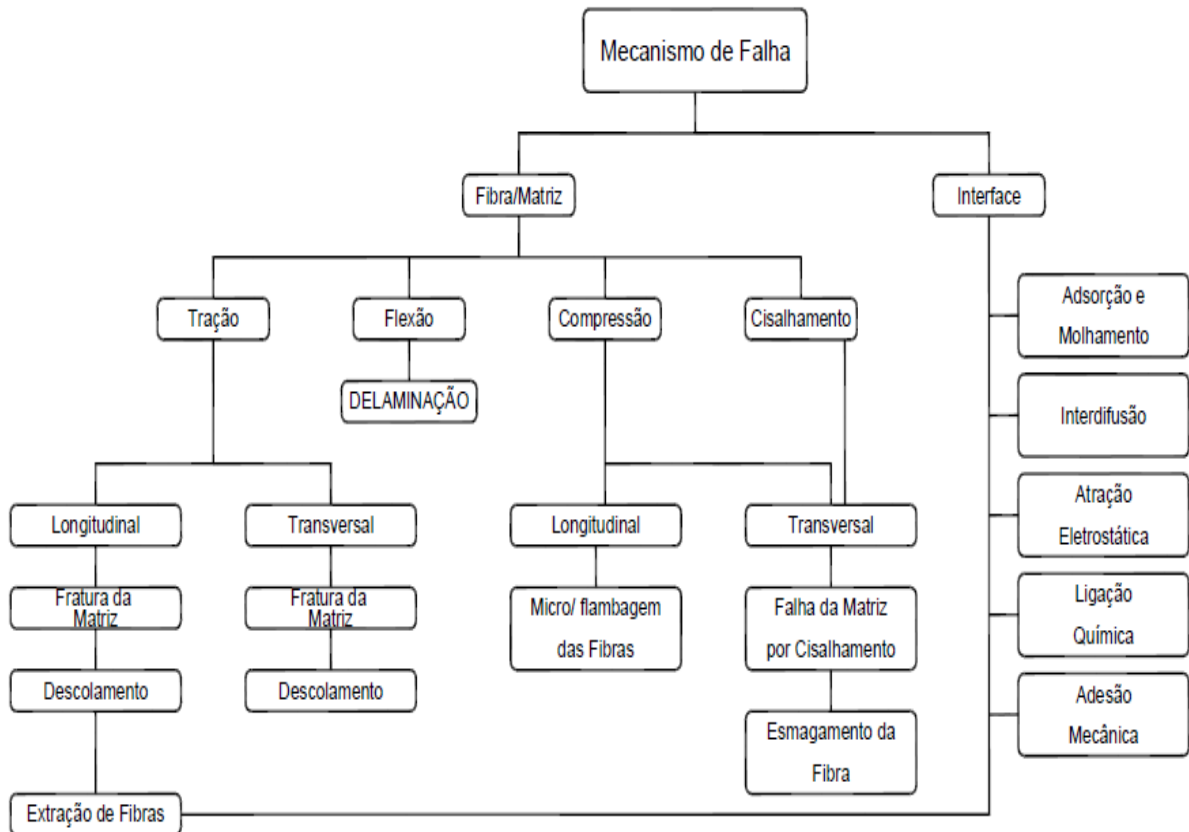 Mecanismo de Falha
Fibra/Matriz
Interface
Tração
Flexão
Compressão
Cisalhamento
DELAMINAÇÃO
Longitudinal
Transversal
Longitudinal
Transversal
Fratura da
Matriz
Fratura da
Matriz
Micro/ flambagem
das Fibras
Falha da Matriz
por Cisalhamento
Descolamento
Descolamento
Esmagamento da
Fibra
Extração de Fibras
Adsorção e
Molhamento
Interdifusão
Atração
Eletrostática
Ligação
Química
Adesão
Mecânica